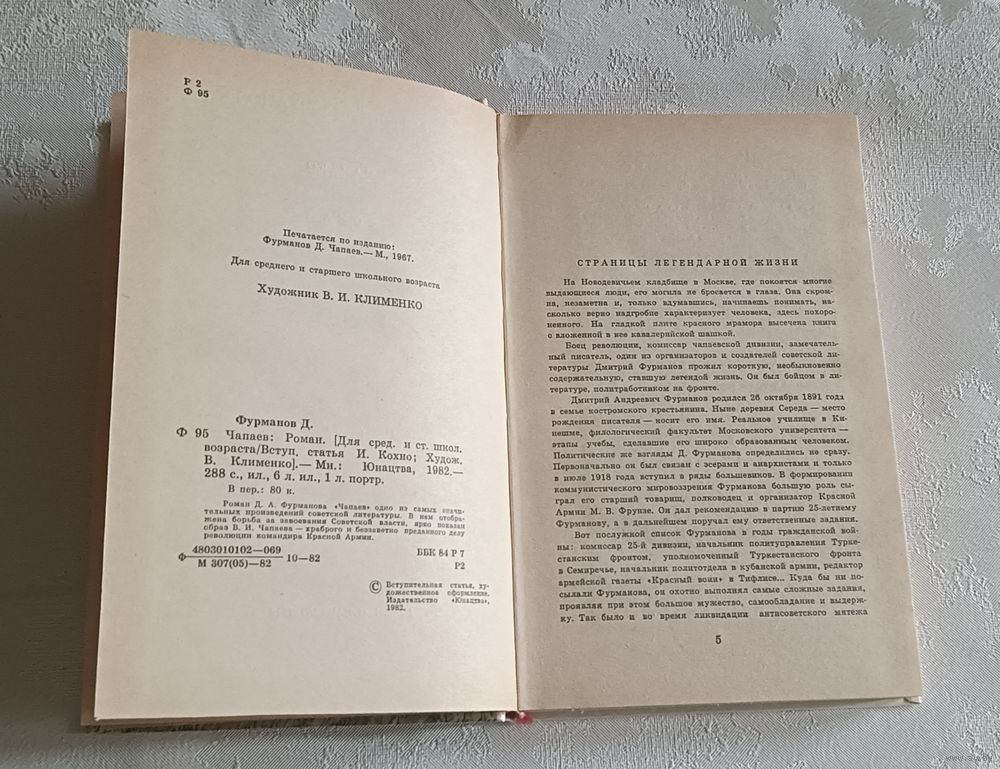 Р 2
Ф 95
Печатается по изданию:
Фурманов Д. Чапаев.— М., 1967.
Для среднего и старшего школьного возраста
Художник В. И. КЛИМЕНКО
Фурманов Д.
Ф 95 Чапаев: Роман. [Для сред. и ст. школ.
возраста/Вступ. статья И. Кохно; Худож.
В. Клименко].— Мн.: Юнацтва, 1982.—
288 с., ил., 6 л. ил., 1 л. портр.
В пер.: 80 к.
Роман Д. А. Фурманова «Чапаев» одно из самых значи-
тельных произведений советской литературы. В нем отобра-
жена борьба за завоевания Советской власти, ярко показан
образ В. И. Чапаева — храброго и беззаветно преданного делу
революции командира Красной Армии.
Ф 4803010102—069 10—82
М 307(05)—82
ББК 84 Р 7
Р2
© Вступительная статья, ху-
дожественное оформление.
Издательство «Юнацтва»,
1982.
СТРАНИЦЫ ЛЕГЕНДАРНОЙ ЖИЗНИ
На Новодевичьем кладбище в Москве, где покоятся многие
выдающиеся люди, его могила не бросается в глаза. Она скром-
на, незаметна и, только вдумавшись, начинаешь понимать, на-
сколько верно надгробие характеризует человека, здесь похоро-
ненного. На гладкой плите красного мрамора высечена книга
с вложенной в нее кавалерийской шашкой.
Боец революции, комиссар чапаевской дивизии, замечатель-
ный писатель, один из организаторов и создателей советской ли-
тературы Дмитрий Фурманов прожил короткую, необыкновенно
содержательную, ставшую легендой жизнь. Он был бойцом в ли-
тературе, политработником на фронте.
Дмитрий Андреевич Фурманов родился 26 октября 1891 года
в семье костромского крестьянина. Ныне деревня Середа — место
рождения писателя — носит его имя. Реальное училище в Ки-
нешме, филологический факультет Московского университета —
этапы учебы, сделавшие его широко образованным человеком.
Политические же взгляды Д. Фурманова определились не сразу.
Первоначально он был связан с эсерами и анархистами и только
в июле 1918 года вступил в ряды большевиков. В формировании
коммунистического мировоззрения Фурманова большую роль сы-
грал его старший товарищ, полководец и организатор Красной
Армии М. В. Фрунзе. Он дал рекомендацию в партию 25-летнему
Фурманову, а в дальнейшем поручал ему ответственные задания.
Вот послужной список Фурманова в годы гражданской вой-
ны: комиссар 25-й дивизии, начальник политуправления Турке-
станским фронтом, уполномоченный Туркестанского фронта
в Семиречье, начальник политотдела в кубанской армии, редактор
армейской газеты «Красный воин» в Тифлисе... Куда бы ни по-
сылали Фурманова, он охотно выполнял самые сложные задания,
проявляя при этом большое мужество, самообладание и выдерж-
ку. Так было и во время ликвидации антисоветского мятежа
5